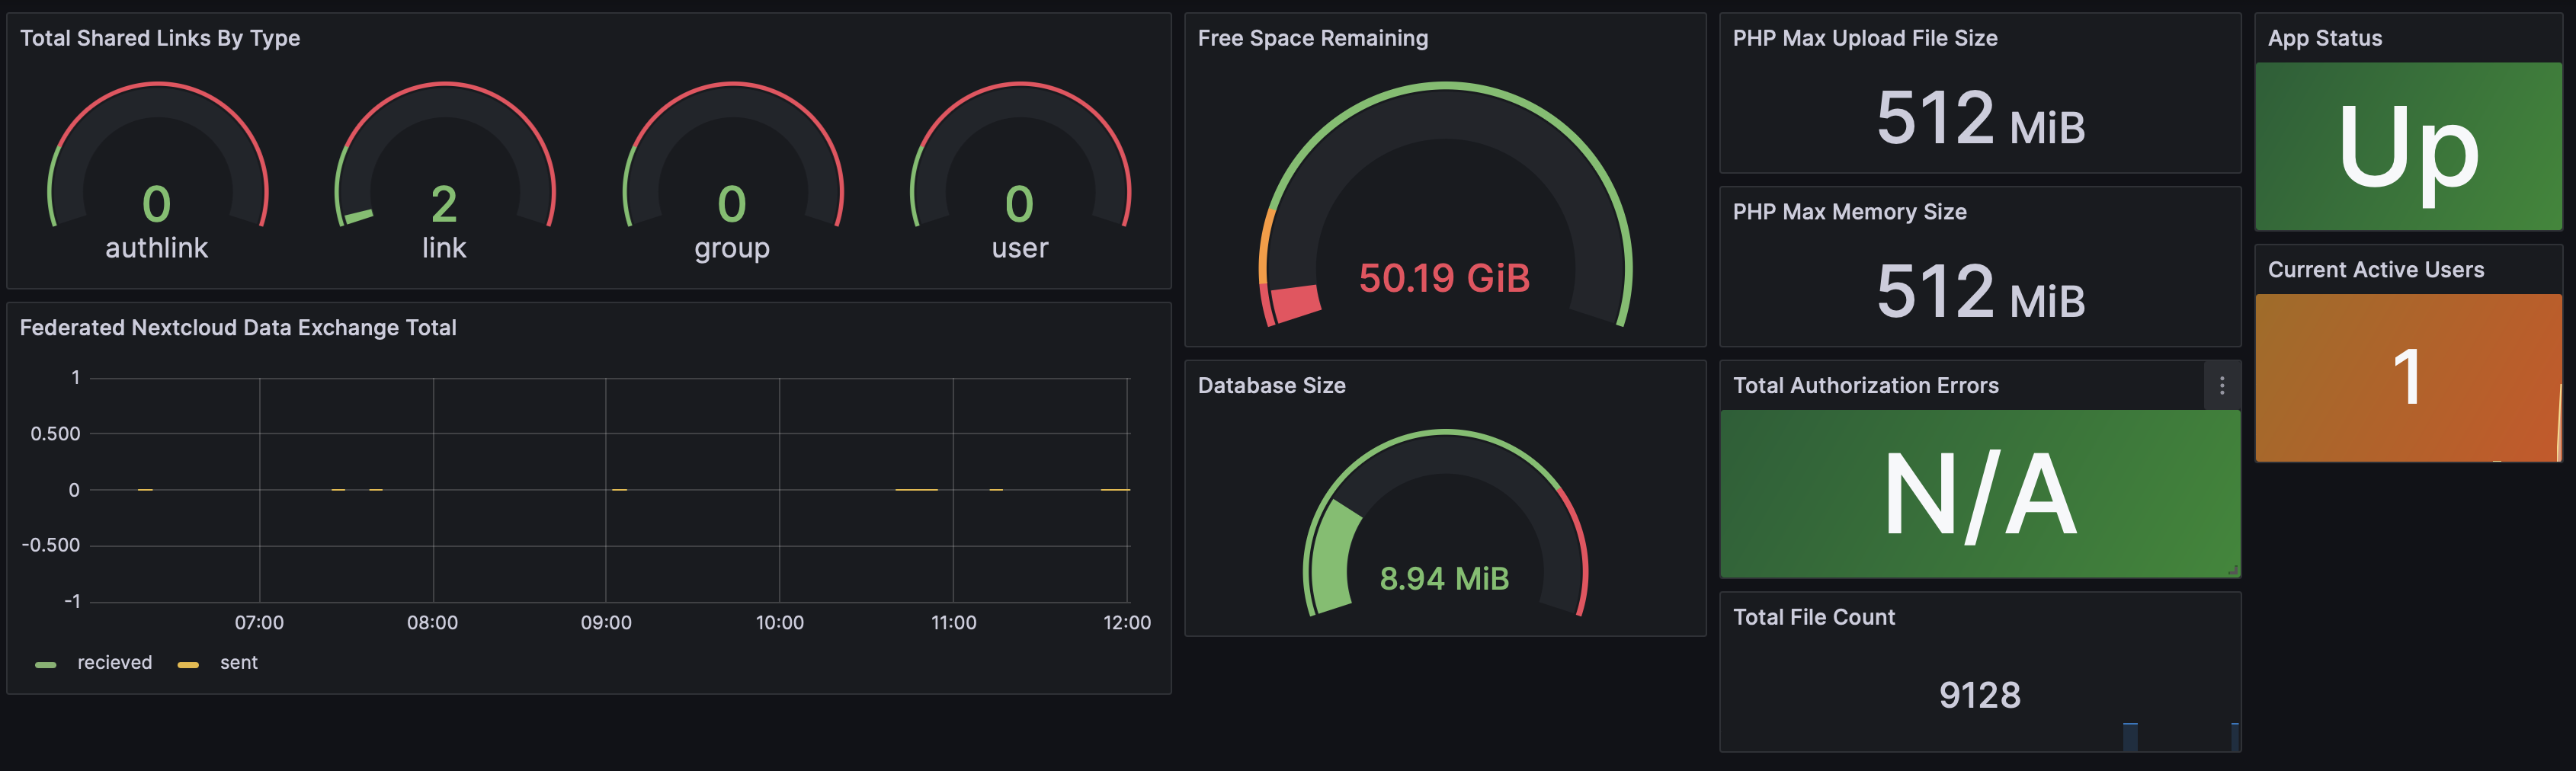 Total Shared Links By Type
0
authlink
2
link
0
group
0
user
Federated Nextcloud Data Exchange Total
1
0.500
0
-0.500
-1
07:00
08:00
09:00
10:00
11:00
12:00
recieved
sent
Free Space Remaining
50.19 GiB
Database Size
8.94 MiB
PHP Max Upload File Size
512 MiB
PHP Max Memory Size
512 MiB
Total Authorization Errors
N/A
Total File Count
9128
App Status
Up
Current Active Users
1